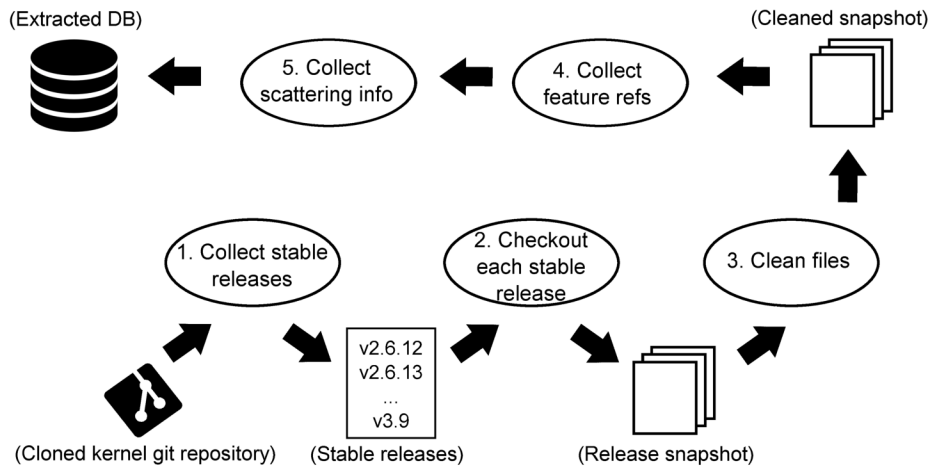 (Extracted DB)
5. Collect
scattering info
4. Collect
feature refs
(Cleaned snapshot)
1. Collect stable
releases
2. Checkout
each stable
release
3. Clean files
v2.6.12
v2.6.13
...
v3.9
(Cloned kernel git repository)
(Stable releases)
(Release snapshot)